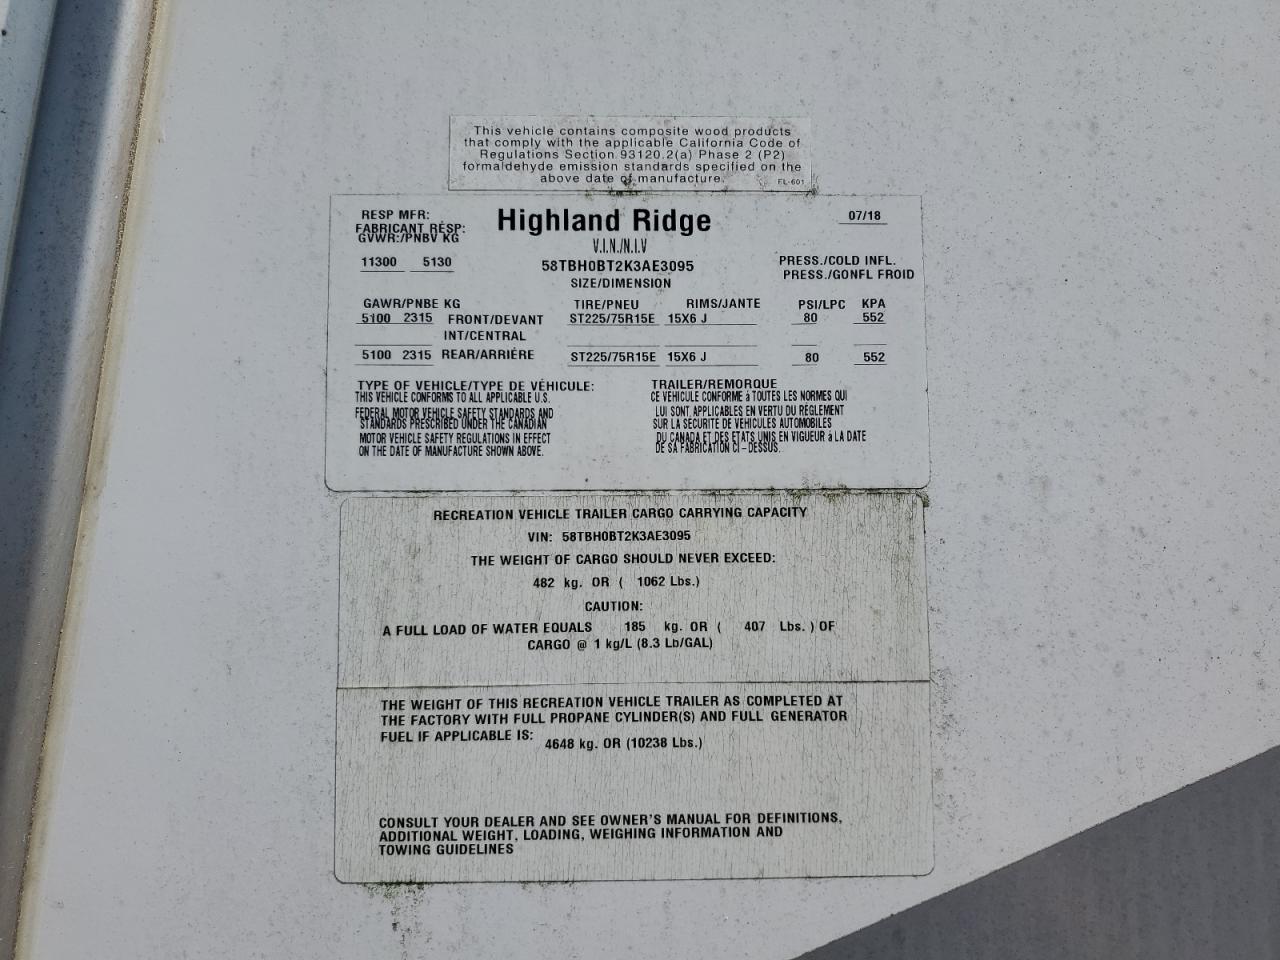 This vehicle contains composite wood products
that comply with the applicable California Code of
Regulations Section 93120.2(a) Phase 2 (P2)
formaldehyde emission standards specified on the
above date of manufacture.
FL-601
RESP MFR:
FABRICANT RÉSP:
GVWR:/PNBV KG
Highland Ridge
07/18
V.I.N./N.I.V
11300 5130
58TBH0BT2K3AE3095
PRESS./COLD INFL.
PRESS./GONFL FROID
SIZE/DIMENSION
GAWR/PNBE KG TIRE/PNEU RIMS/JANTE PSI/LPC KPA
5100 2315 FRONT/DEVANT ST225/75R15E 15X6 J 80 552
INT/CENTRAL
5100 2315 REAR/ARRIÈRE ST225/75R15E 15X6 J 80 552
TYPE OF VEHICLE/TYPE DE VÉHICULE: TRAILER/REMORQUE
THIS VEHICLE CONFORMS TO ALL APPLICABLE U.S.
FEDERAL MOTOR VEHICLE SAFETY STANDARDS AND
STANDARDS PRESCRIBED UNDER THE CANADIAN
MOTOR VEHICLE SAFETY REGULATIONS IN EFFECT
ON THE DATE OF MANUFACTURE SHOWN ABOVE.
CE VEHICULE CONFORME à TOUTES LES NORMES QUI
LUI SONT APPLICABLES EN VERTU DU RÈGLEMENT
SUR LA SECURITE DE VEHICULES AUTOMOBILES
DU CANADA ET DES ETATS UNIS EN VIGUEUR à LA DATE
DE SA FABRICATION CI-DESSUS.
RECREATION VEHICLE TRAILER CARGO CARRYING CAPACITY
VIN: 58TBH0BT2K3AE3095
THE WEIGHT OF CARGO SHOULD NEVER EXCEED:
482 kg. OR ( 1062 Lbs.)
CAUTION:
A FULL LOAD OF WATER EQUALS 185 kg. OR ( 407 Lbs. ) OF
CARGO @ 1 kg/L (8.3 Lb/GAL)
THE WEIGHT OF THIS RECREATION VEHICLE TRAILER AS COMPLETED AT
THE FACTORY WITH FULL PROPANE CYLINDER(S) AND FULL GENERATOR
FUEL IF APPLICABLE IS: 4648 kg. OR (10238 Lbs.)
CONSULT YOUR DEALER AND SEE OWNER'S MANUAL FOR DEFINITIONS,
ADDITIONAL WEIGHT, LOADING, WEIGHING INFORMATION AND
TOWING GUIDELINES